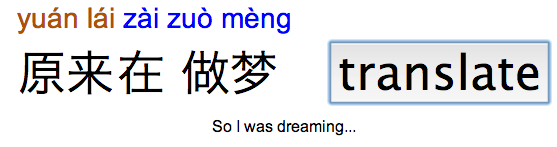 yuán lái zài zuò mèng
原来在 做梦 translate
So I was dreaming...